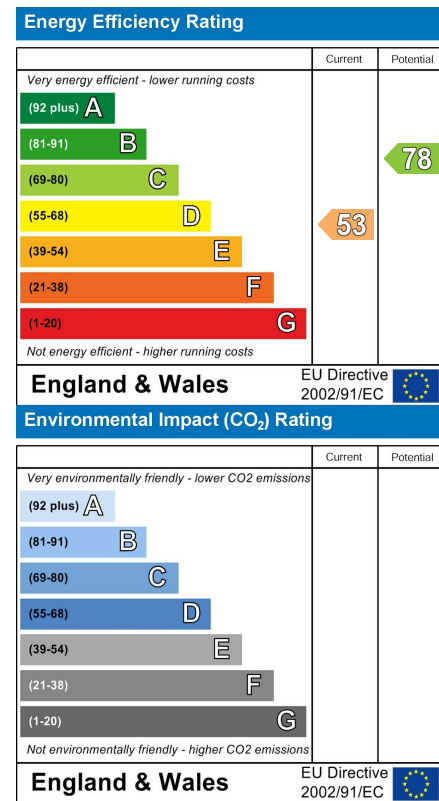 Energy Efficiency Rating
Current Potential
Very energy efficient - lower running costs
(92 plus) A
(81-91) B
(69-80) C
(55-68) D
(39-54) E
(21-38) F
(1-20) G
78
53
Not energy efficient - higher running costs
England & Wales
EU Directive
2002/91/EC
Environmental Impact (CO₂) Rating
Current Potential
Very environmentally friendly - lower CO2 emissions
(92 plus) A
(81-91) B
(69-80) C
(55-68) D
(39-54) E
(21-38) F
(1-20) G
Not environmentally friendly - higher CO2 emissions
England & Wales
EU Directive
2002/91/EC